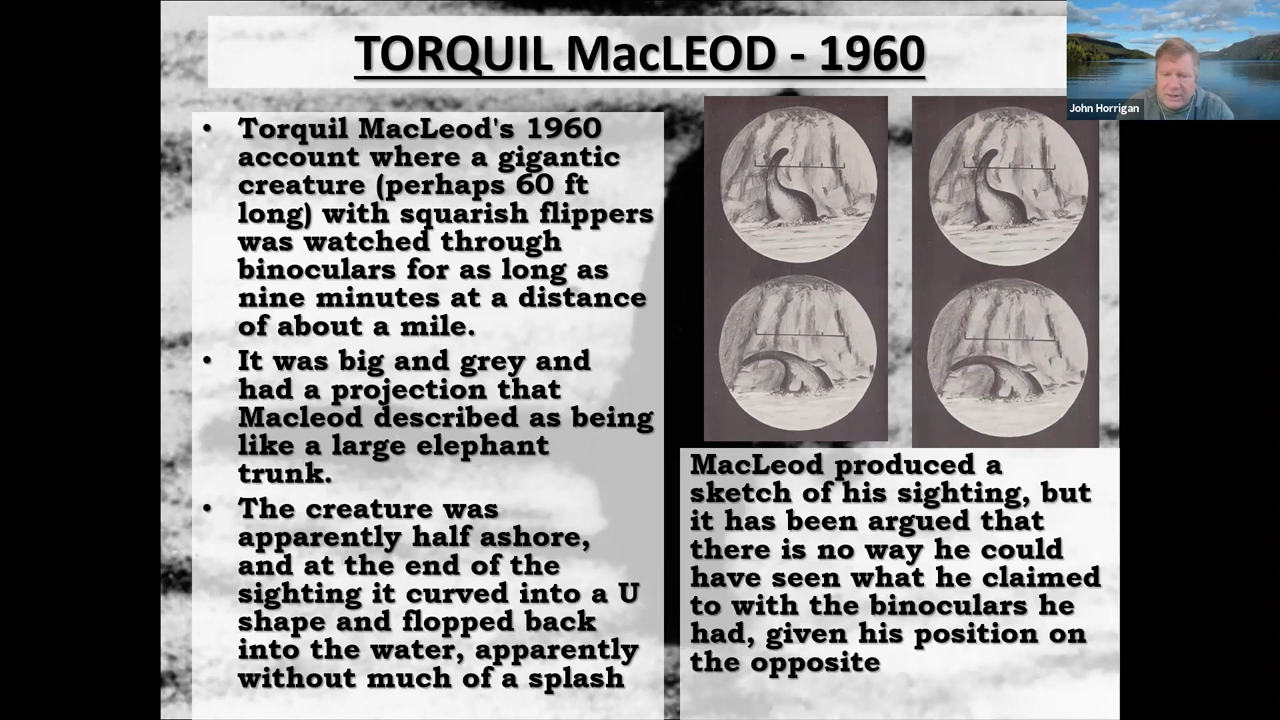 TORQUIL MacLEOD - 1960
John Horrigan
• Torquil MacLeod's 1960
account where a gigantic
creature (perhaps 60 ft
long) with squarish flippers
was watched through
binoculars for as long as
nine minutes at a distance
of about a mile.
• It was big and grey and
had a projection that
Macleod described as being
like a large elephant
trunk.
• The creature was
apparently half ashore,
and at the end of the
sighting it curved into a U
shape and flopped back
into the water, apparently
without much of a splash
MacLeod produced a
sketch of his sighting, but
it has been argued that
there is no way he could
have seen what he claimed
to with the binoculars he
had, given his position on
the opposite